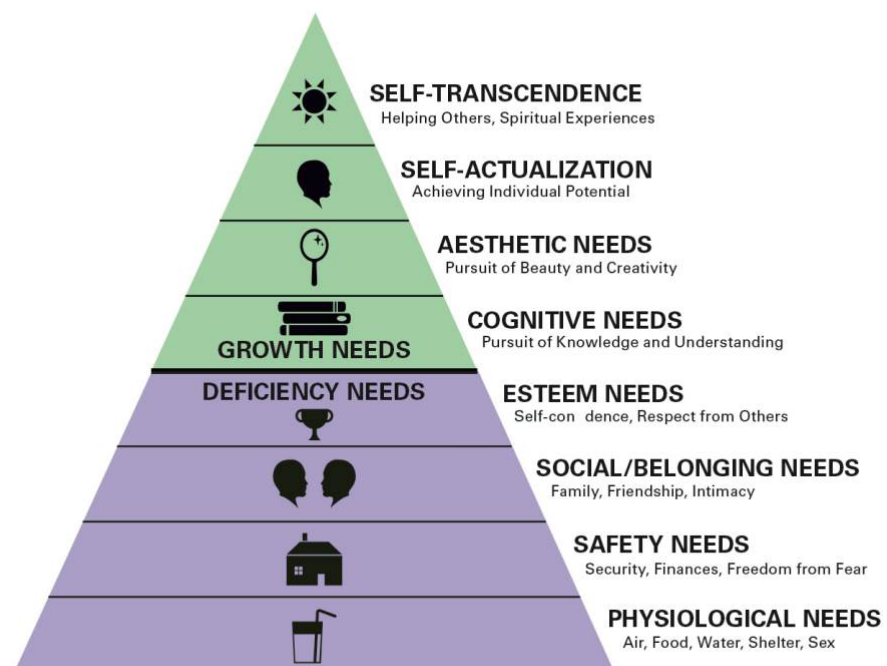 SELF-TRANSCENDENCE
Helping Others, Spiritual Experiences
SELF-ACTUALIZATION
Achieving Individual Potential
AESTHETIC NEEDS
Pursuit of Beauty and Creativity
COGNITIVE NEEDS
Pursuit of Knowledge and Understanding
GROWTH NEEDS
DEFICIENCY NEEDS
ESTEEM NEEDS
Self-con dence, Respect from Others
SOCIAL/BELONGING NEEDS
Family, Friendship, Intimacy
SAFETY NEEDS
Security, Finances, Freedom from Fear
PHYSIOLOGICAL NEEDS
Air, Food, Water, Shelter, Sex